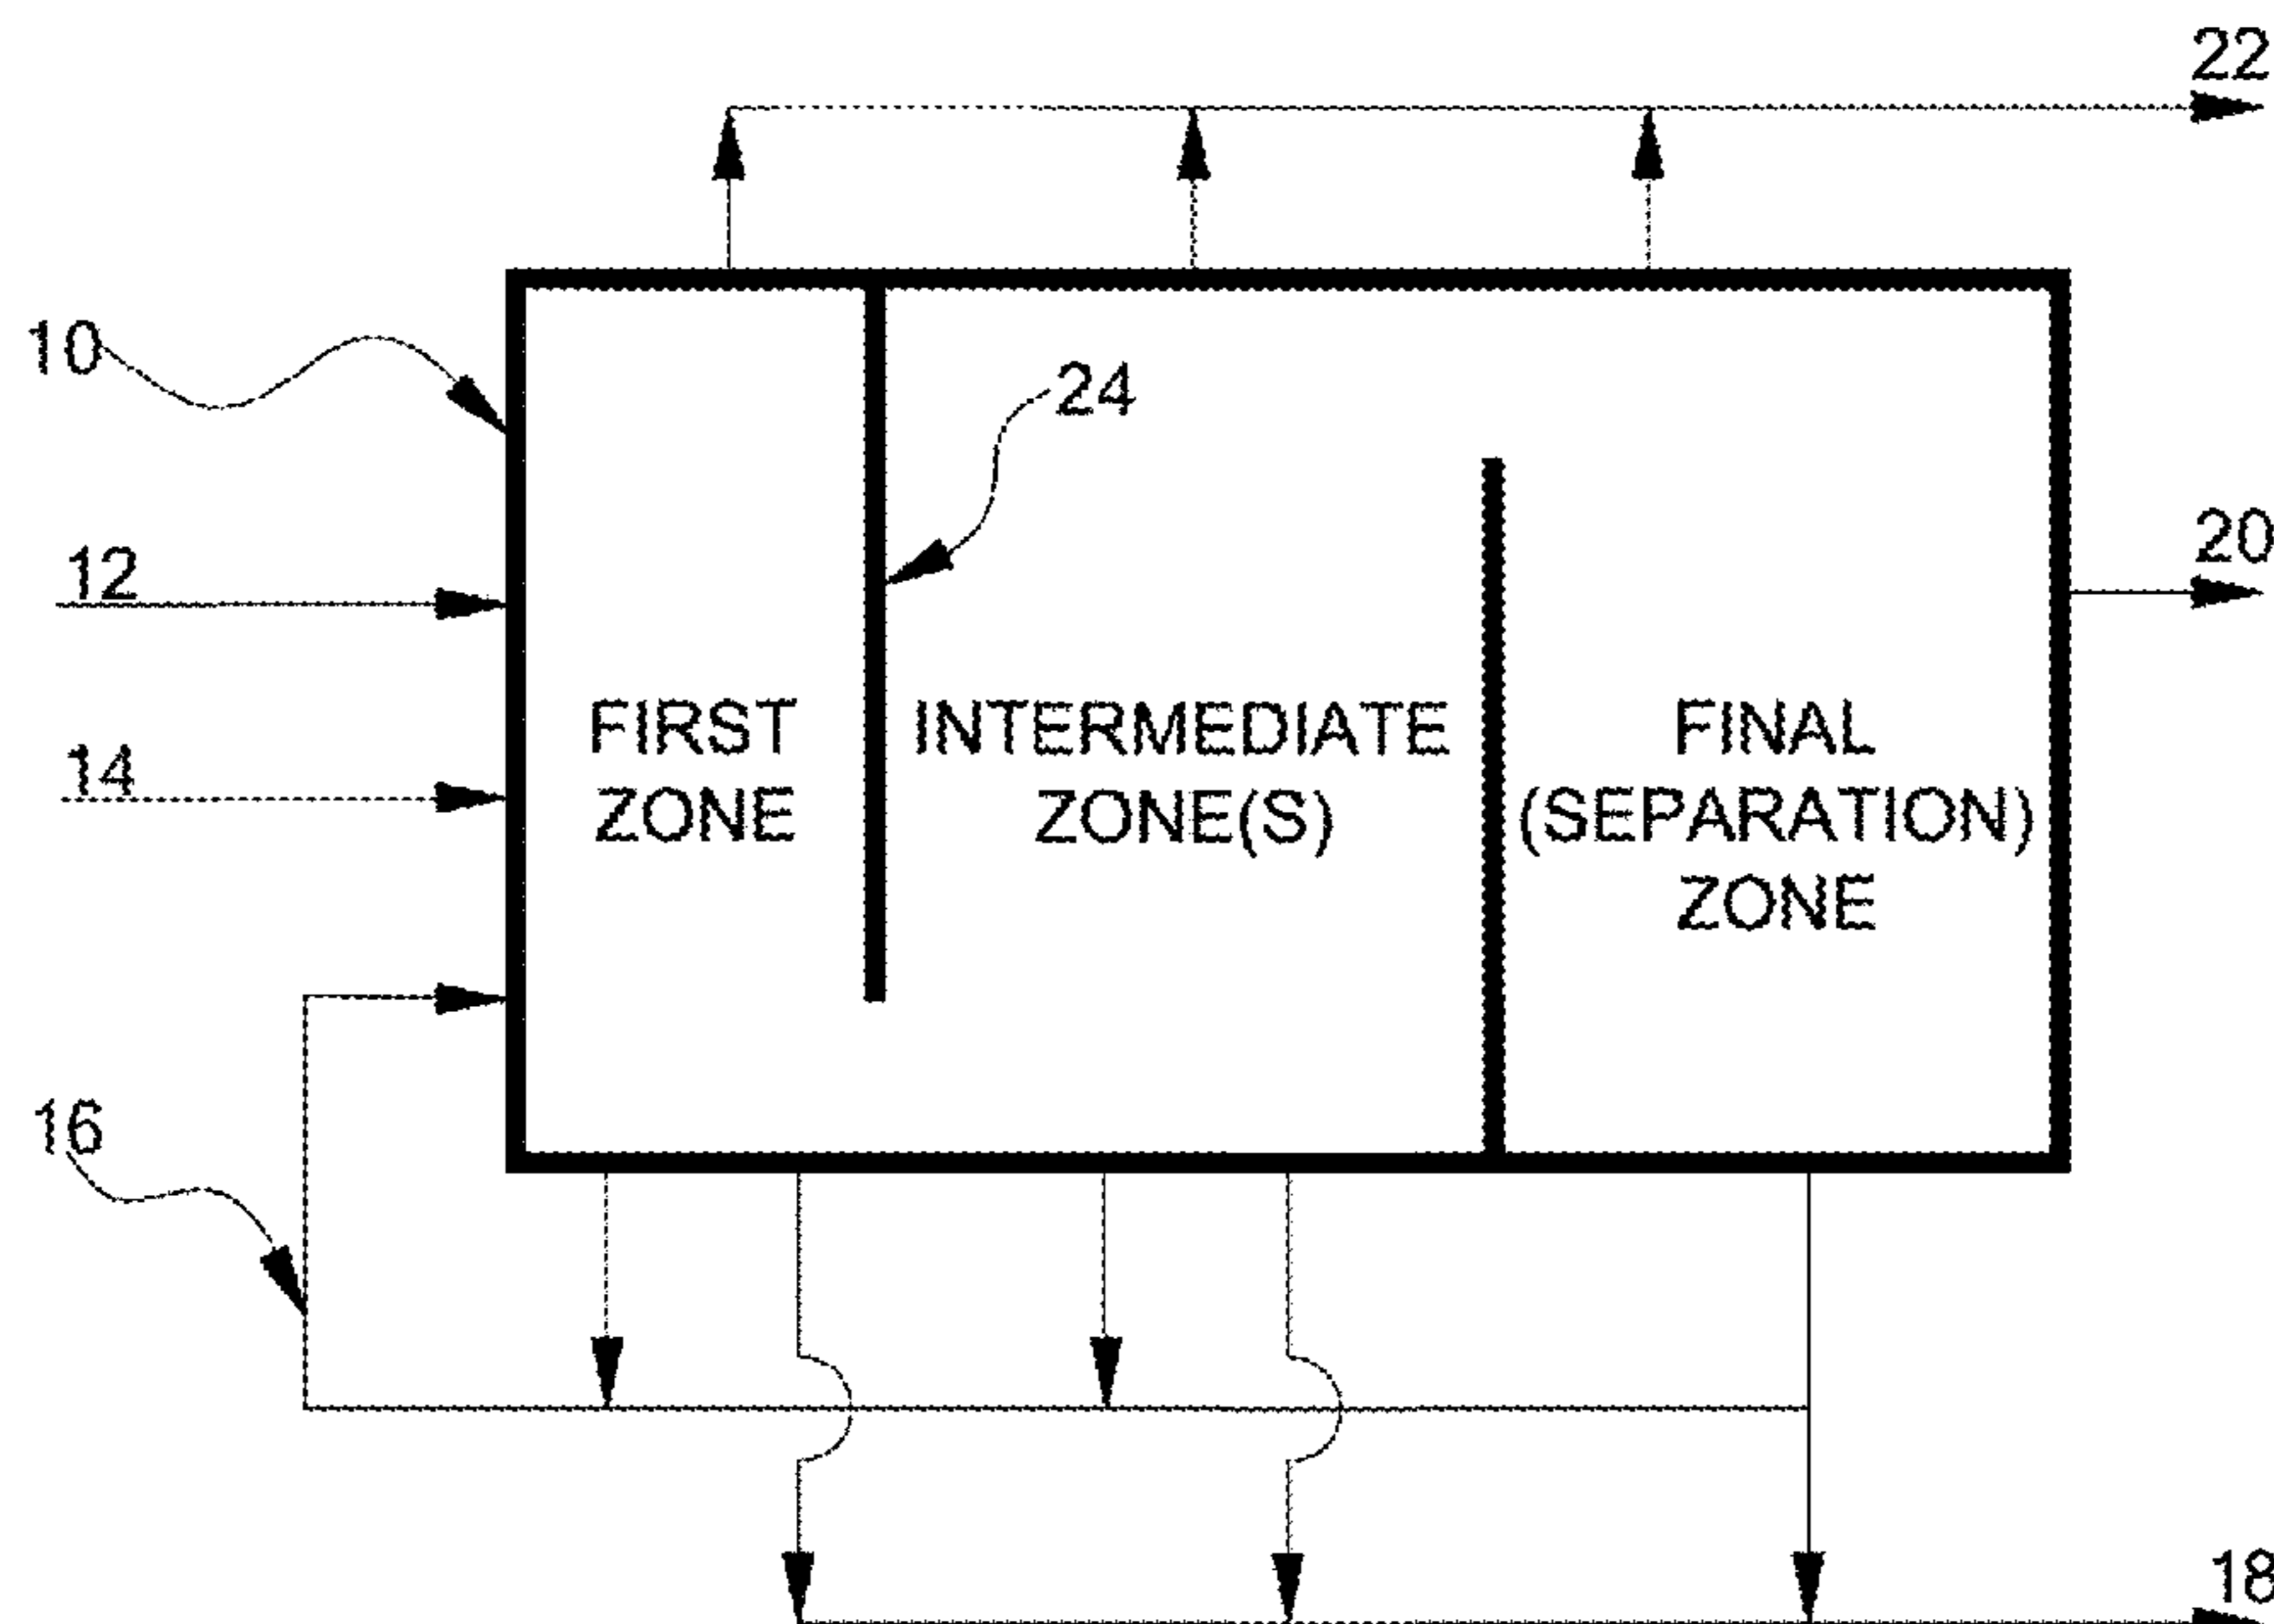 22
10
24
12
20
14
FIRST
ZONE
INTERMEDIATE
ZONE(S)
FINAL
(SEPARATION)
ZONE
16
18